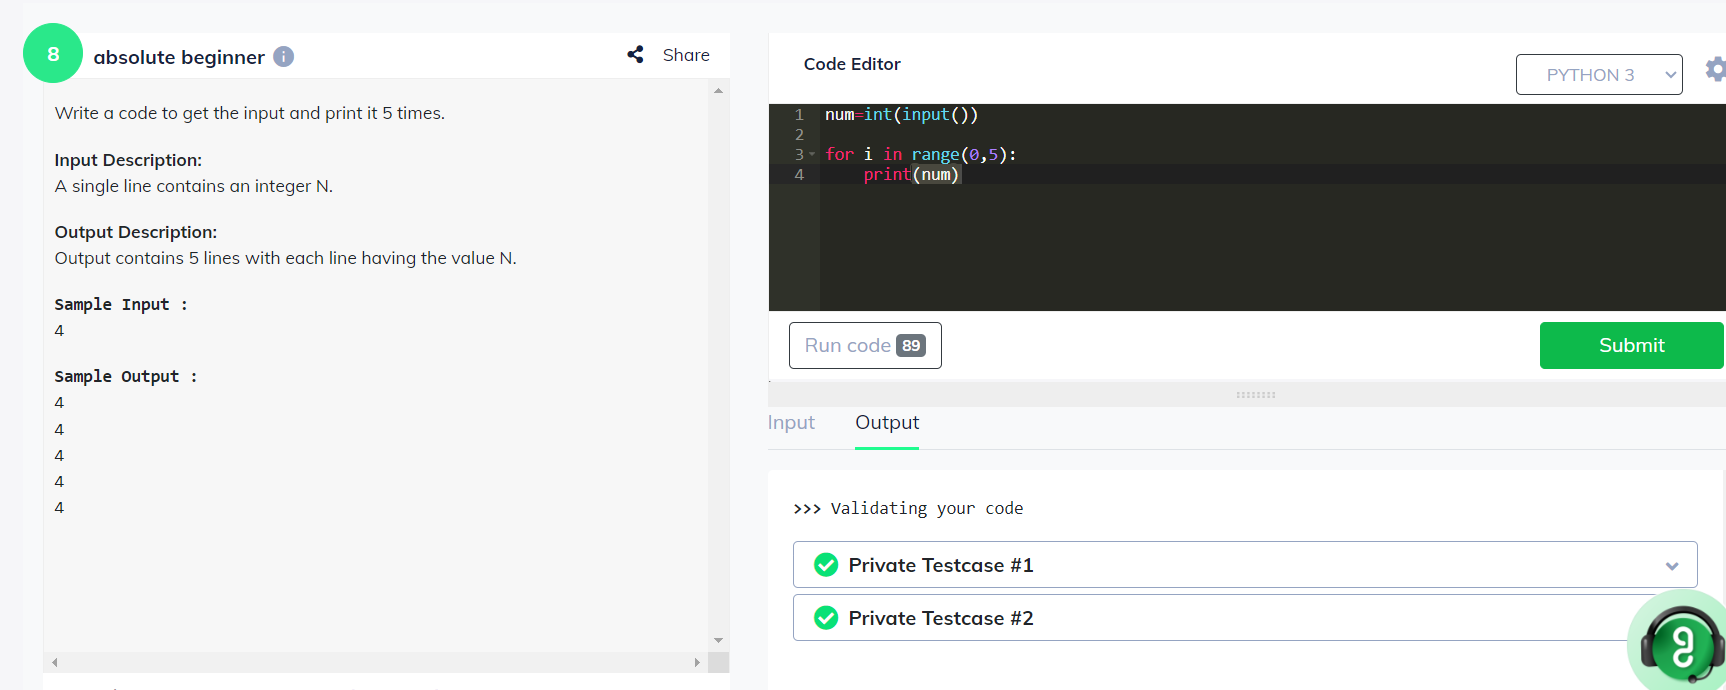 8
absolute beginner
Share
Write a code to get the input and print it 5 times.
Input Description:
A single line contains an integer N.
Output Description:
Output contains 5 lines with each line having the value N.
Sample Input :
4
Sample Output :
4
4
4
4
4
Code Editor
PYTHON 3
1 num=int(input())
2
3 for i in range(0,5):
4     print(num)
Run code 89
Submit
Input Output
>>> Validating your code
Private Testcase #1
Private Testcase #2